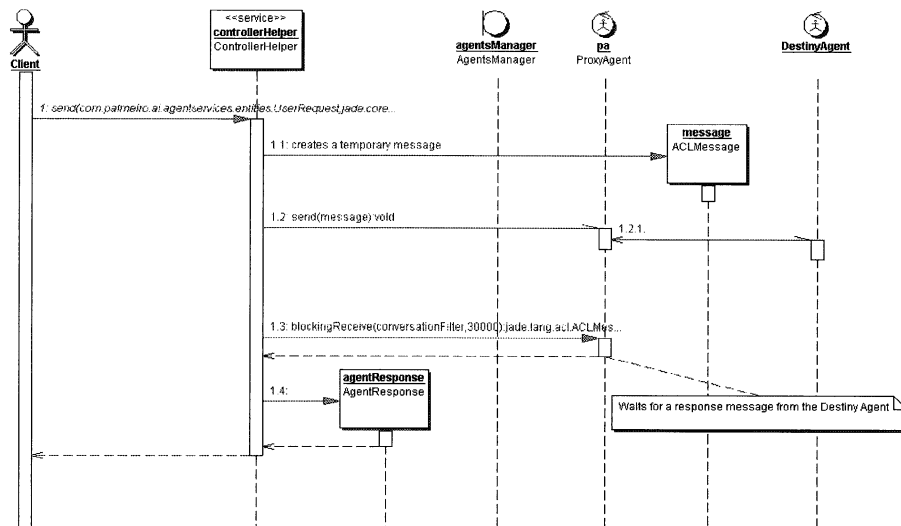 <<service>>
controllerHelper
ControllerHelper
agentsManager
AgentsManager
pa
ProxyAgent
DestinyAgent
Client
1: send(com.palmeiro.ai.agentservices.entities.UserRequest,jade.core...
message
ACLMessage
1.1: creates a temporary message
1.2: send(message):void
1.2.1:
1.3: blockingReceive(conversationFilter,30000):jade.lang.acl.ACLMes...
agentResponse
AgentResponse
1.4:
Waits for a response message from the Destiny Agent